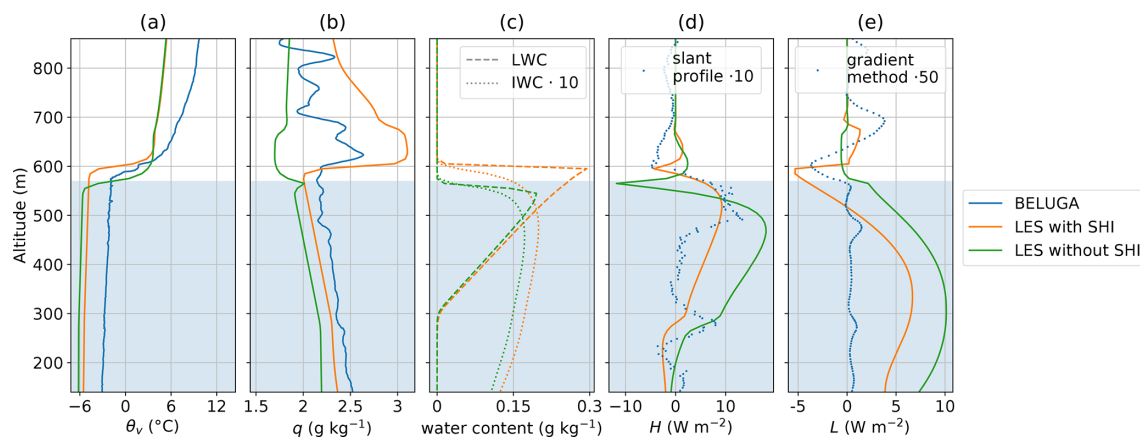 (a) (b) (c) (d) (e)
Altitude (m)
800
700
600
500
400
300
200
−6 0 6 12
θv (°C)
1.5 2 2.5 3
q (g kg⁻¹)
LWC
IWC · 10
0 0.15 0.3
water content (g kg⁻¹)
slant
profile ·10
−10 0 10
H (W m⁻²)
gradient
method ·50
-5 0 5 10
L (W m⁻²)
BELUGA
LES with SHI
LES without SHI